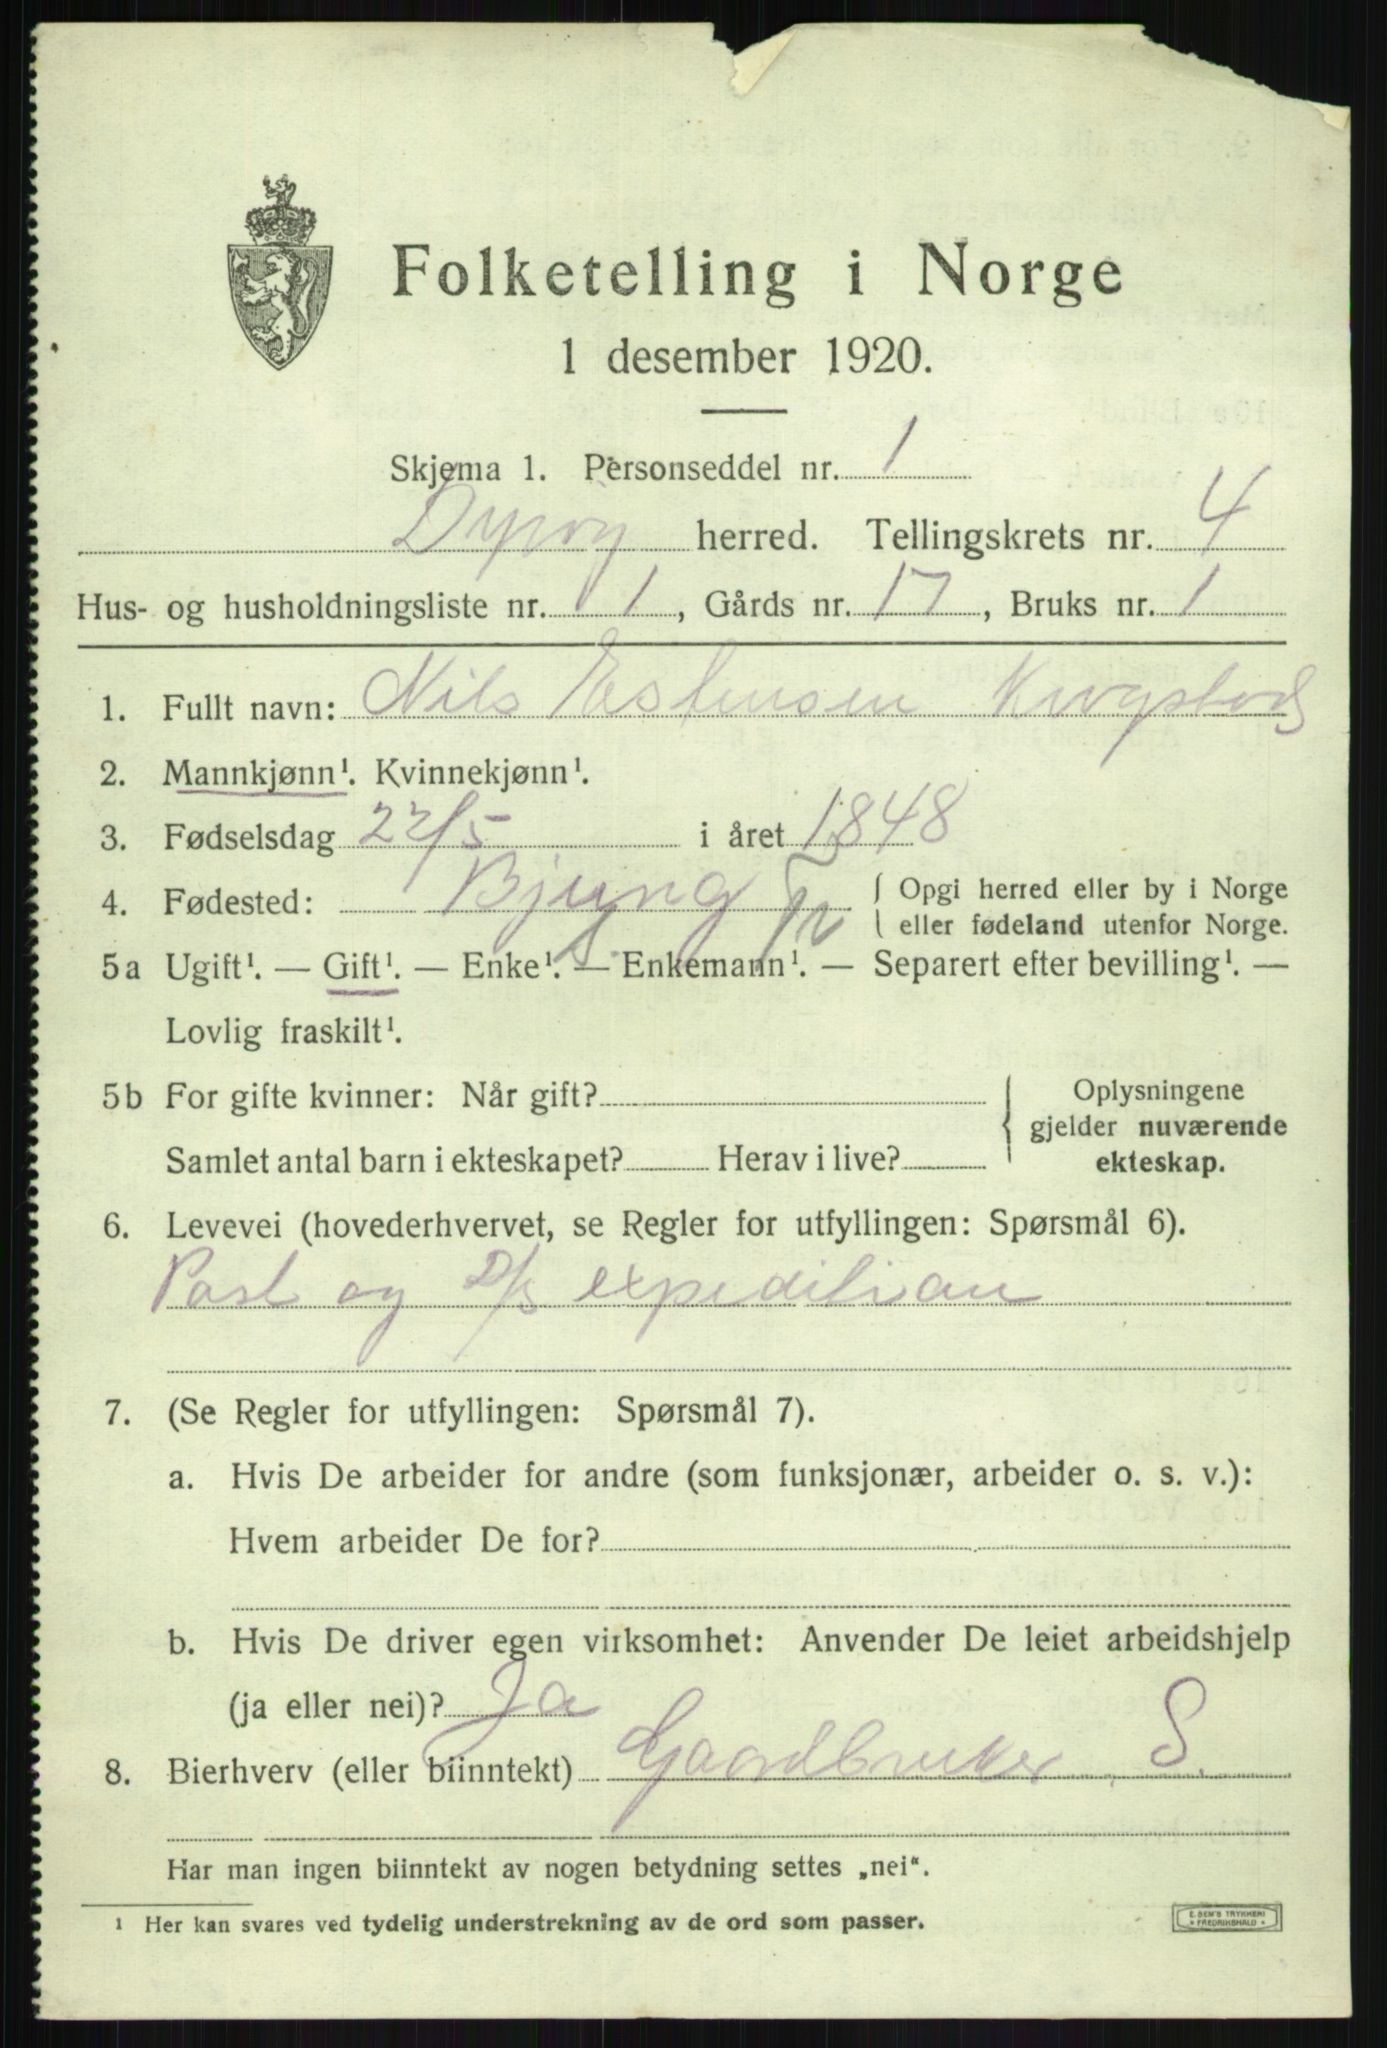 Folketelling i Norge
1 desember 1920.
Skjema 1. Personseddel nr. 1
Dyrøy herred. Tellingskrets nr. 4
Hus- og husholdningsliste nr. 1, Gårds nr. 17, Bruks nr. 1
1. Fullt navn: Nils Estensen
2. Mannkjønn¹. Kvinnekjønn¹.
3. Fødselsdag 22/5 i året 1848
4. Fødested: Bjugn { Opgi herred eller by i Norge
eller fødeland utenfor Norge.
5a Ugift¹. — Gift¹. — Enke¹. — Enkemann¹. — Separert efter bevilling¹. —
Lovlig fraskilt¹.
5b For gifte kvinner: Når gift? { Oplysningene
gjelder nuværende
Samlet antal barn i ekteskapet? Herav i live? ekteskap.
6. Levevei (hovederhvervet, se Regler for utfyllingen: Spørsmål 6).
Post og D/s expedition
7. (Se Regler for utfyllingen: Spørsmål 7).
a. Hvis De arbeider for andre (som funksjonær, arbeider o. s. v.):
Hvem arbeider De for?
b. Hvis De driver egen virksomhet: Anvender De leiet arbeidshjelp
(ja eller nei)? Ja
8. Bierhverv (eller biinntekt) Gaardbruker. S.
Har man ingen biinntekt av nogen betydning settes „nei“.
¹ Her kan svares ved tydelig understrekning av de ord som passer.
E. SEM'S TRYKKERI
* FREDRIKSHALD *